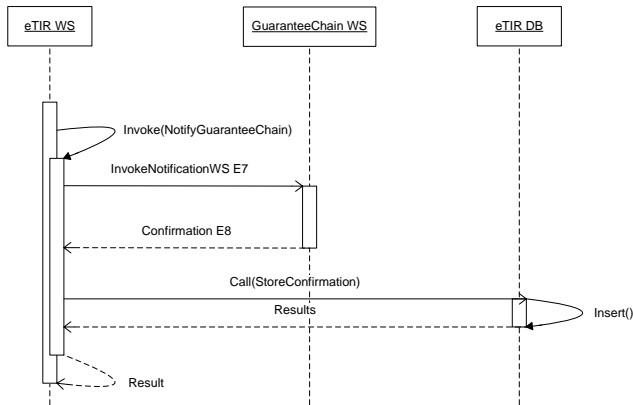 eTIR WS
GuaranteeChain WS
eTIR DB
Invoke(NotifyGuaranteeChain)
InvokeNotificationWS E7
Confirmation E8
Call(StoreConfirmation)
Results
Insert()
Result